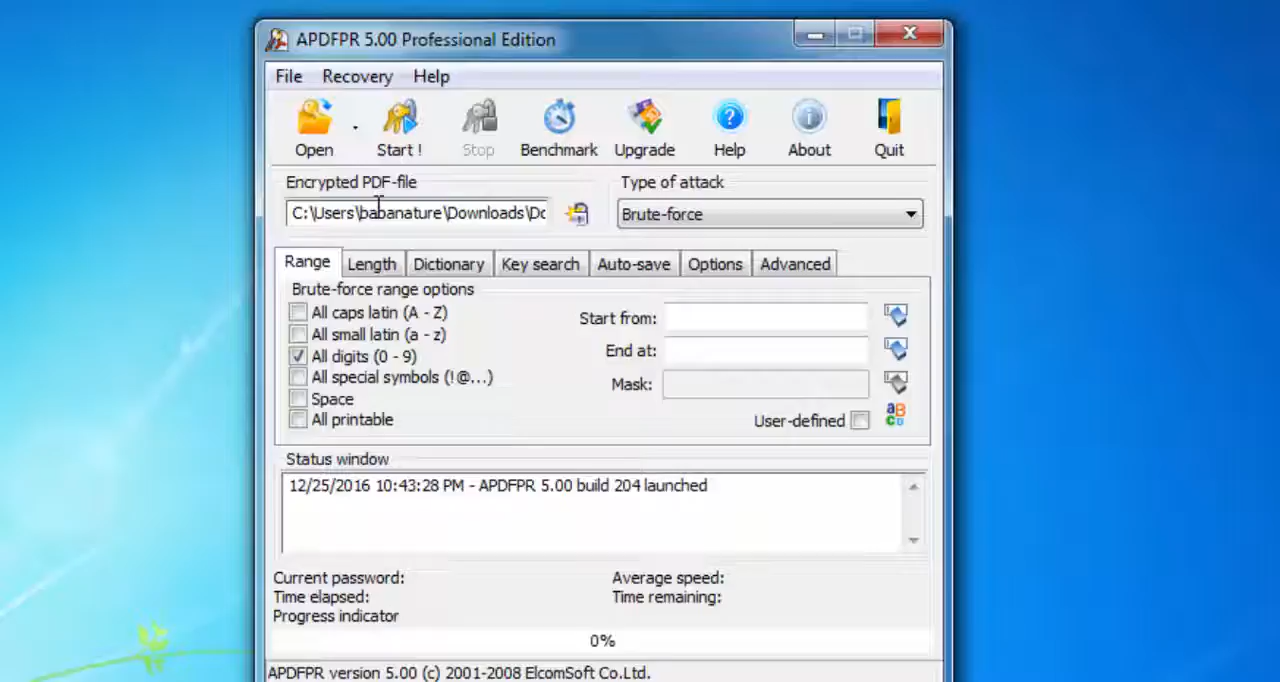 APDFPR 5.00 Professional Edition
File Recovery Help
Open Start ! Stop Benchmark Upgrade Help About Quit
Encrypted PDF-file
Type of attack
C:\Users\babanature\Downloads\Dc
Brute-force
Range Length Dictionary Key search Auto-save Options Advanced
Brute-force range options
All caps latin (A - Z)
All small latin (a - z)
All digits (0 - 9)
All special symbols (!@...)
Space
All printable
Start from:
End at:
Mask:
User-defined
Status window
12/25/2016 10:43:28 PM - APDFPR 5.00 build 204 launched
Current password:
Average speed:
Time elapsed:
Time remaining:
Progress indicator
0%
APDFPR version 5.00 (c) 2001-2008 ElcomSoft Co.Ltd.